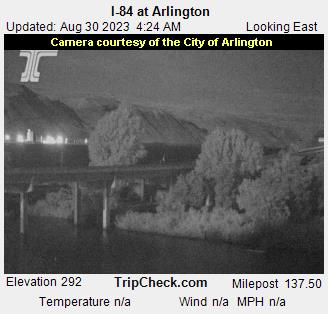 I-84 at Arlington
Updated: Aug 30 2023 4:24 AM Looking East
Camera courtesy of the City of Arlington
Elevation 292 TripCheck.com Milepost 137.50
Temperature n/a Wind n/a MPH n/a